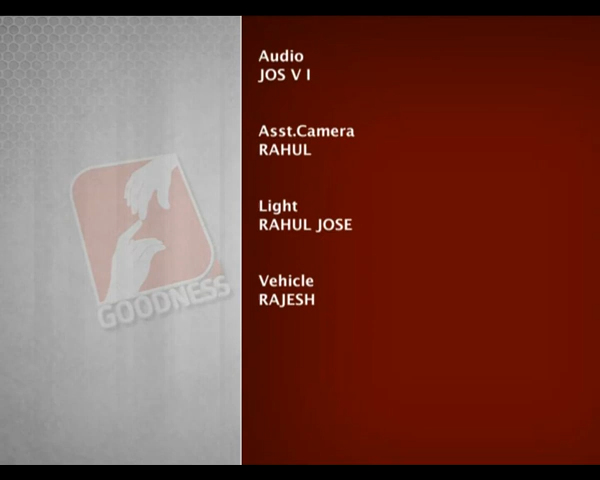 Audio
JOS V I
Asst.Camera
RAHUL
Light
RAHUL JOSE
Vehicle
RAJESH
GOODNESS